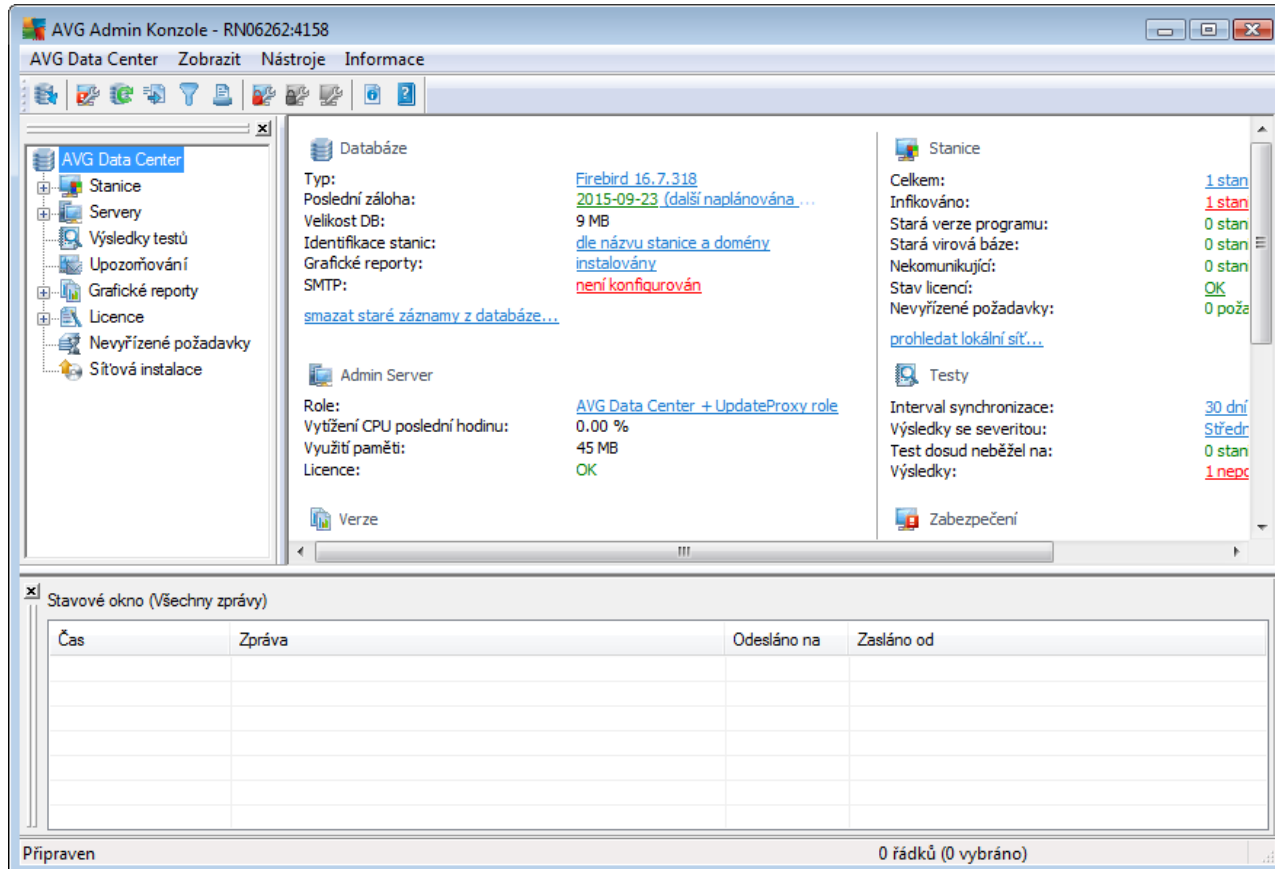 AVG Admin Konzole - RN06262:4158
AVG Data Center Zobrazit Nástroje Informace
AVG Data Center
Stanice
Servery
Výsledky testů
Upozorňování
Grafické reporty
Licence
Nevyřízené požadavky
Síťová instalace
Databáze
Typ: Firebird 16.7.318
Poslední záloha: 2015-09-23 (další naplánována ...
Velikost DB: 9 MB
Identifikace stanic: dle názvu stanice a domény
Grafické reporty: instalovány
SMTP: není konfigurován
smazat staré záznamy z databáze...
Admin Server
Role: AVG Data Center + UpdateProxy role
Vytížení CPU poslední hodinu: 0.00 %
Využití paměti: 45 MB
Licence: OK
Verze
Stanice
Celkem: 1 stan
Infikováno: 1 stan
Stará verze programu: 0 stan
Stará virová báze: 0 stan
Nekomunikující: 0 stan
Stav licencí: OK
Nevyřízené požadavky: 0 poža
prohledat lokální síť...
Testy
Interval synchronizace: 30 dní
Výsledky se severitou: Středn
Test dosud neběžel na: 0 stan
Výsledky: 1 nepo
Zabezpečení
Stavové okno (Všechny zprávy)
Čas Zpráva Odesláno na Zasláno od
Připraven 0 řádků (0 vybráno)